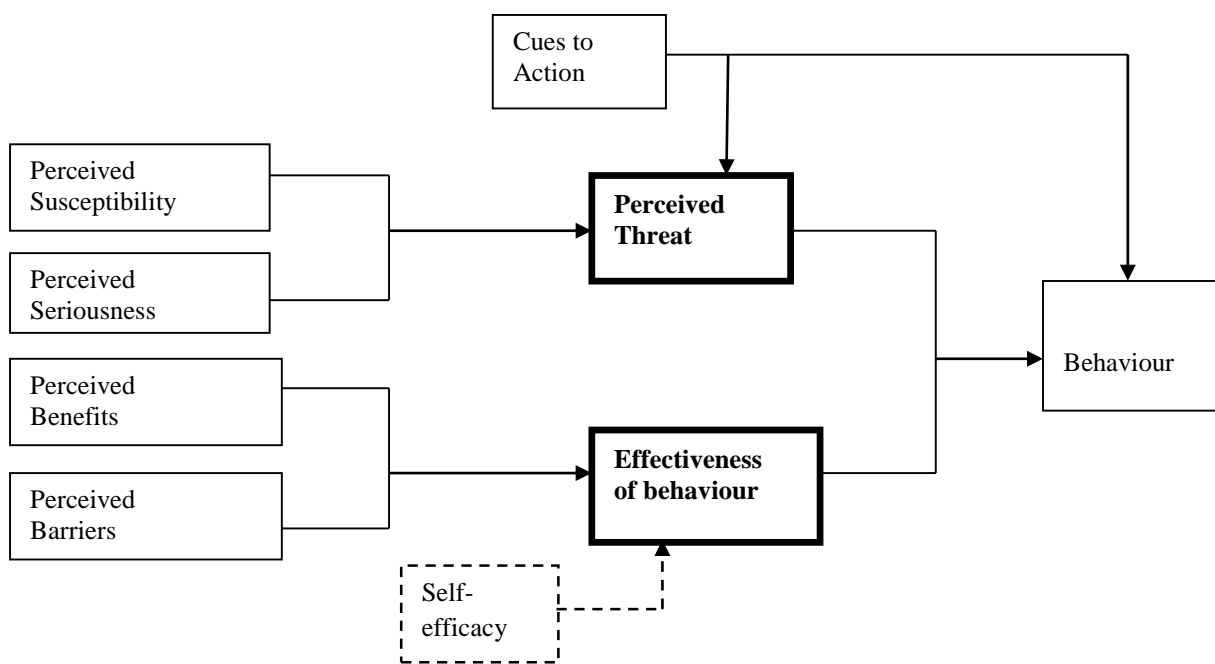 Cues to
Action
Perceived
Susceptibility
Perceived
Threat
Perceived
Seriousness
Behaviour
Perceived
Benefits
Effectiveness
of behaviour
Perceived
Barriers
Self-
efficacy